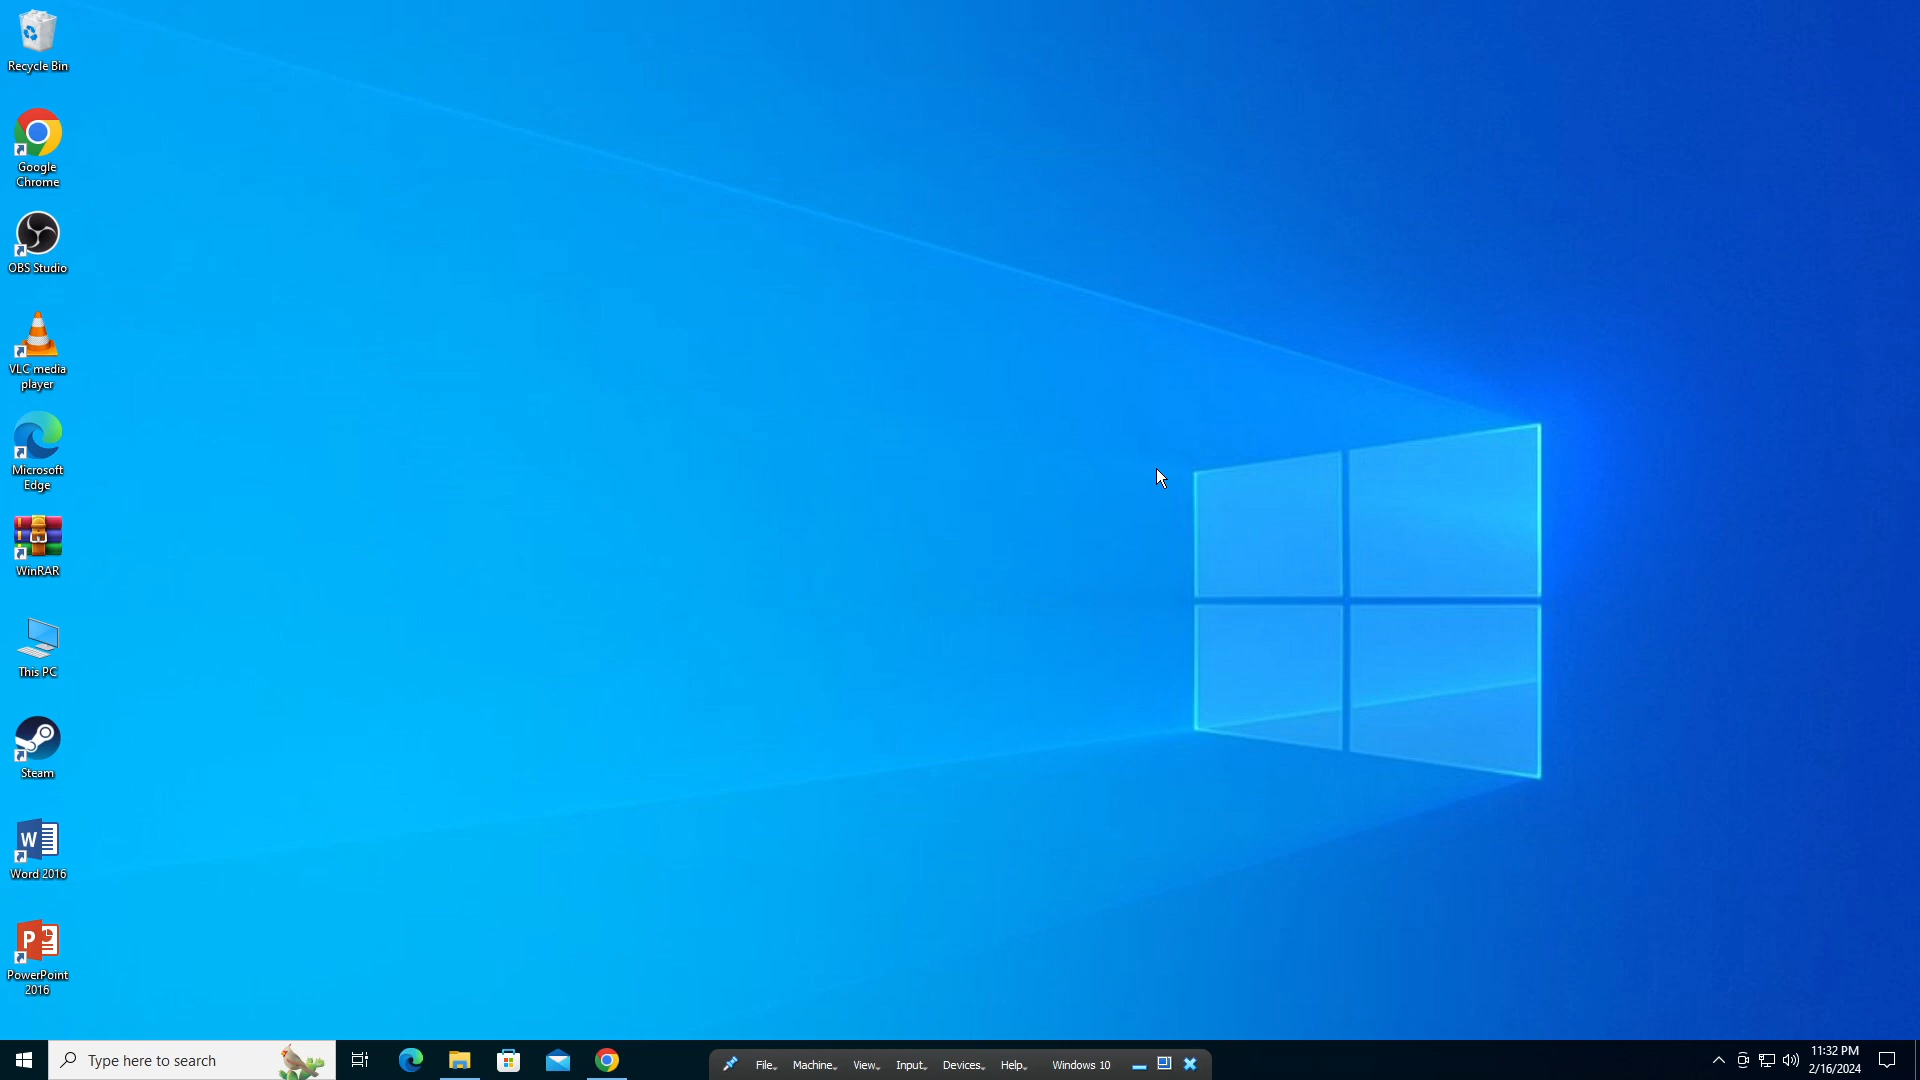 Recycle Bin
Google
Chrome
OBS Studio
VLC media
player
Microsoft
Edge
WinRAR
This PC
Steam
Word 2016
PowerPoint
2016
Type here to search
File
Machine
View
Input
Devices
Help
Windows 10
11:32 PM
2/16/2024